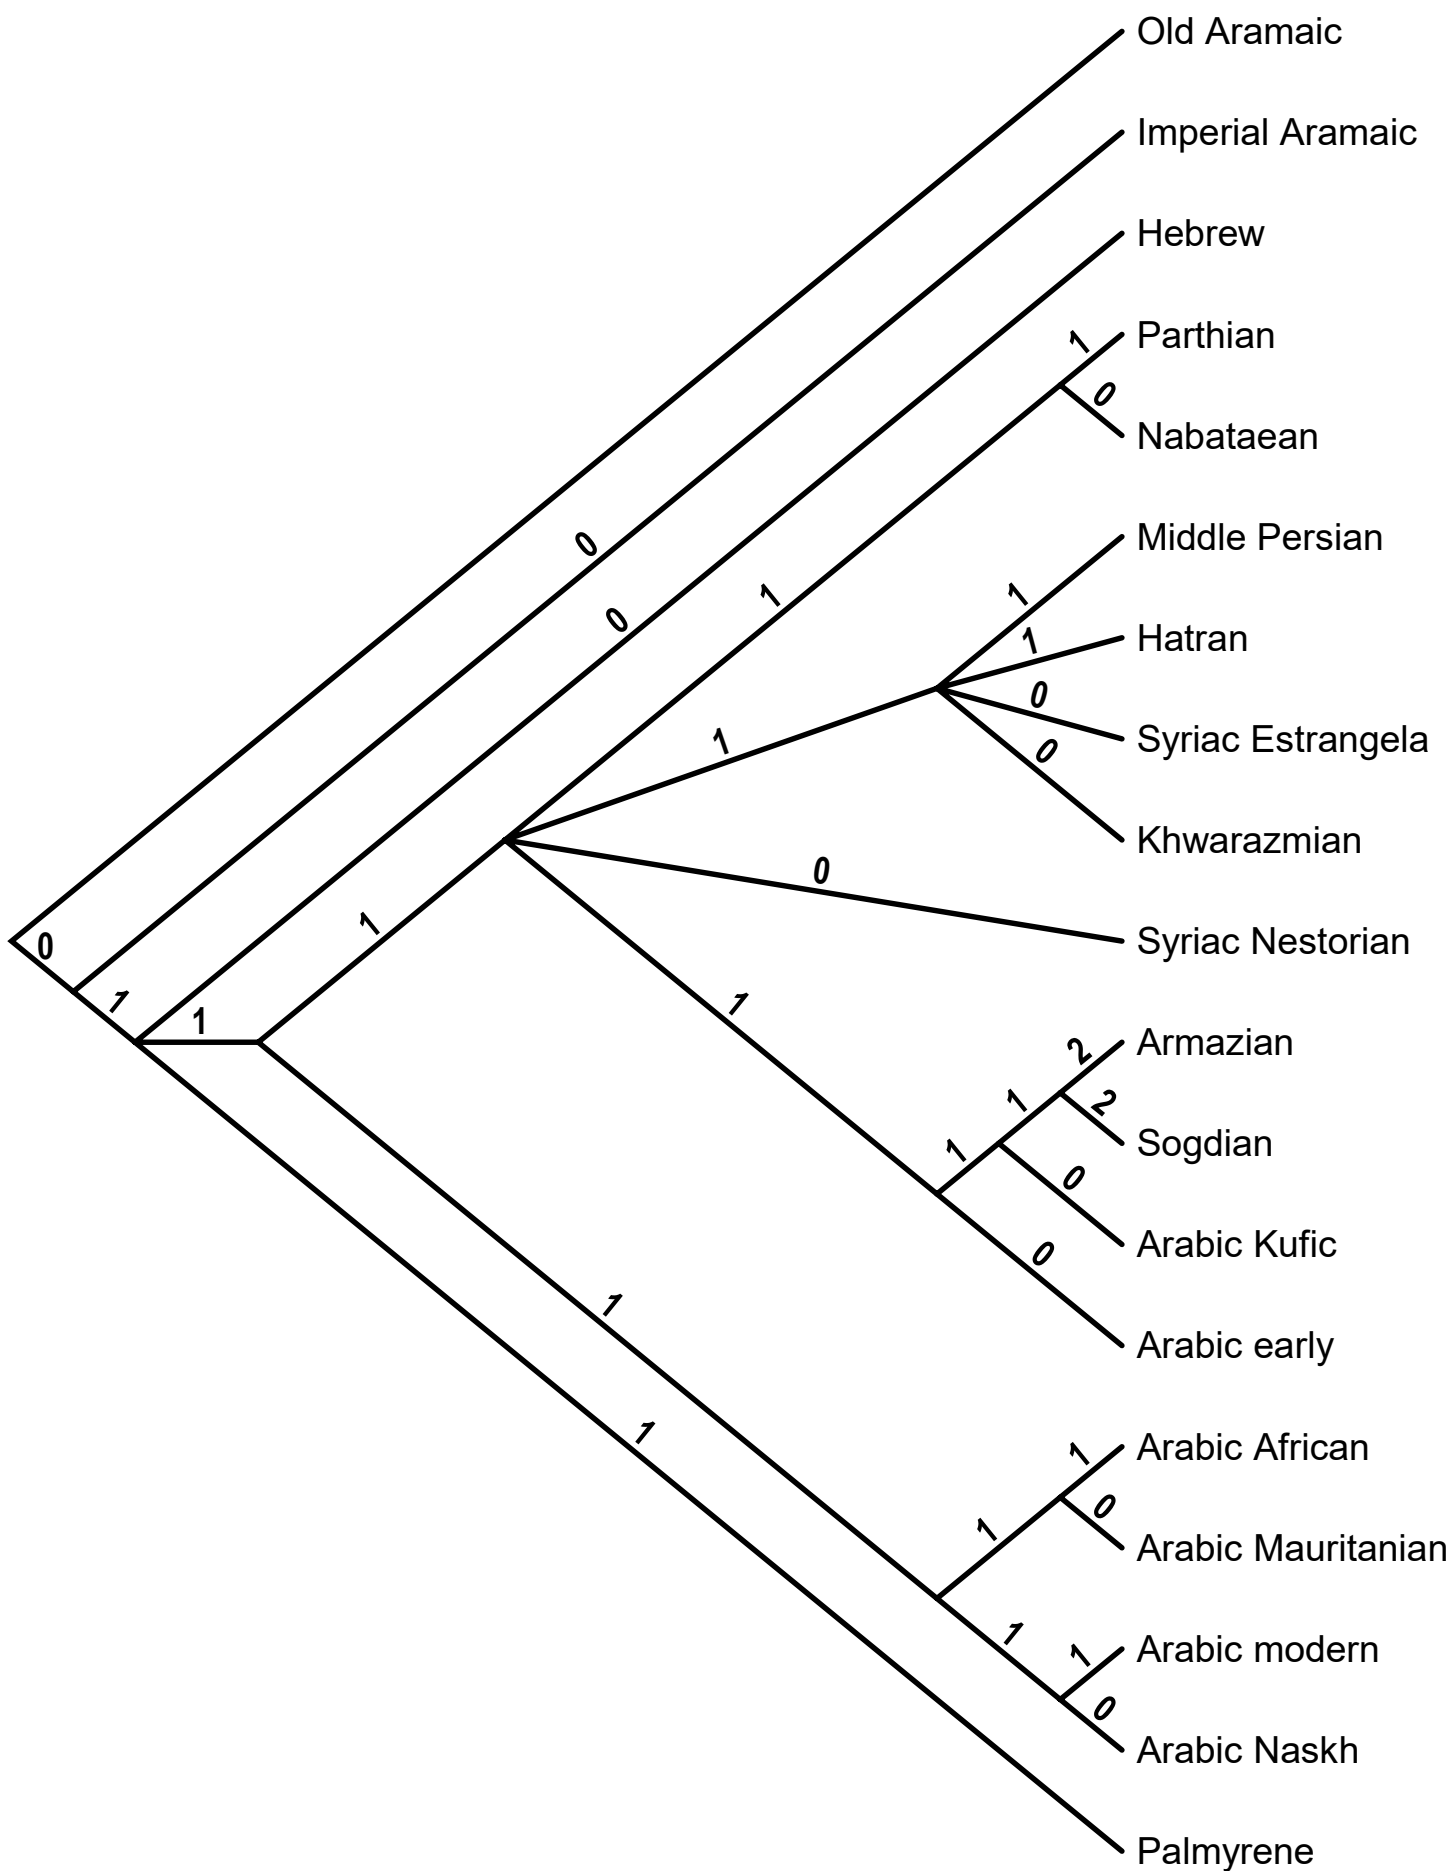 Old Aramaic
Imperial Aramaic
Hebrew
1
Parthian
0
Nabataean
Middle Persian
0
1
1
0
1
Hatran
0
Syriac Estrangela
1
0
Khwarazmian
0
1
0
Syriac Nestorian
1
1
1
2
Armazian
1
2
Sogdian
1
0
Arabic Kufic
0
1
Arabic early
1
1
Arabic African
0
1
Arabic Mauritanian
1
1
Arabic modern
0
Arabic Naskh
Palmyrene